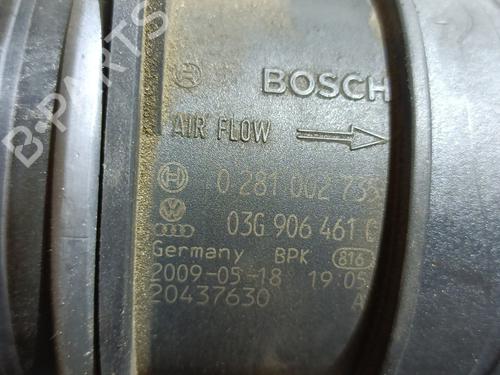 BOSCH
AIR FLOW
0 281 002 735
03G 906 461 C
Germany BPK 816
2009-05-18 19:05
20437630 A
B-PARTS